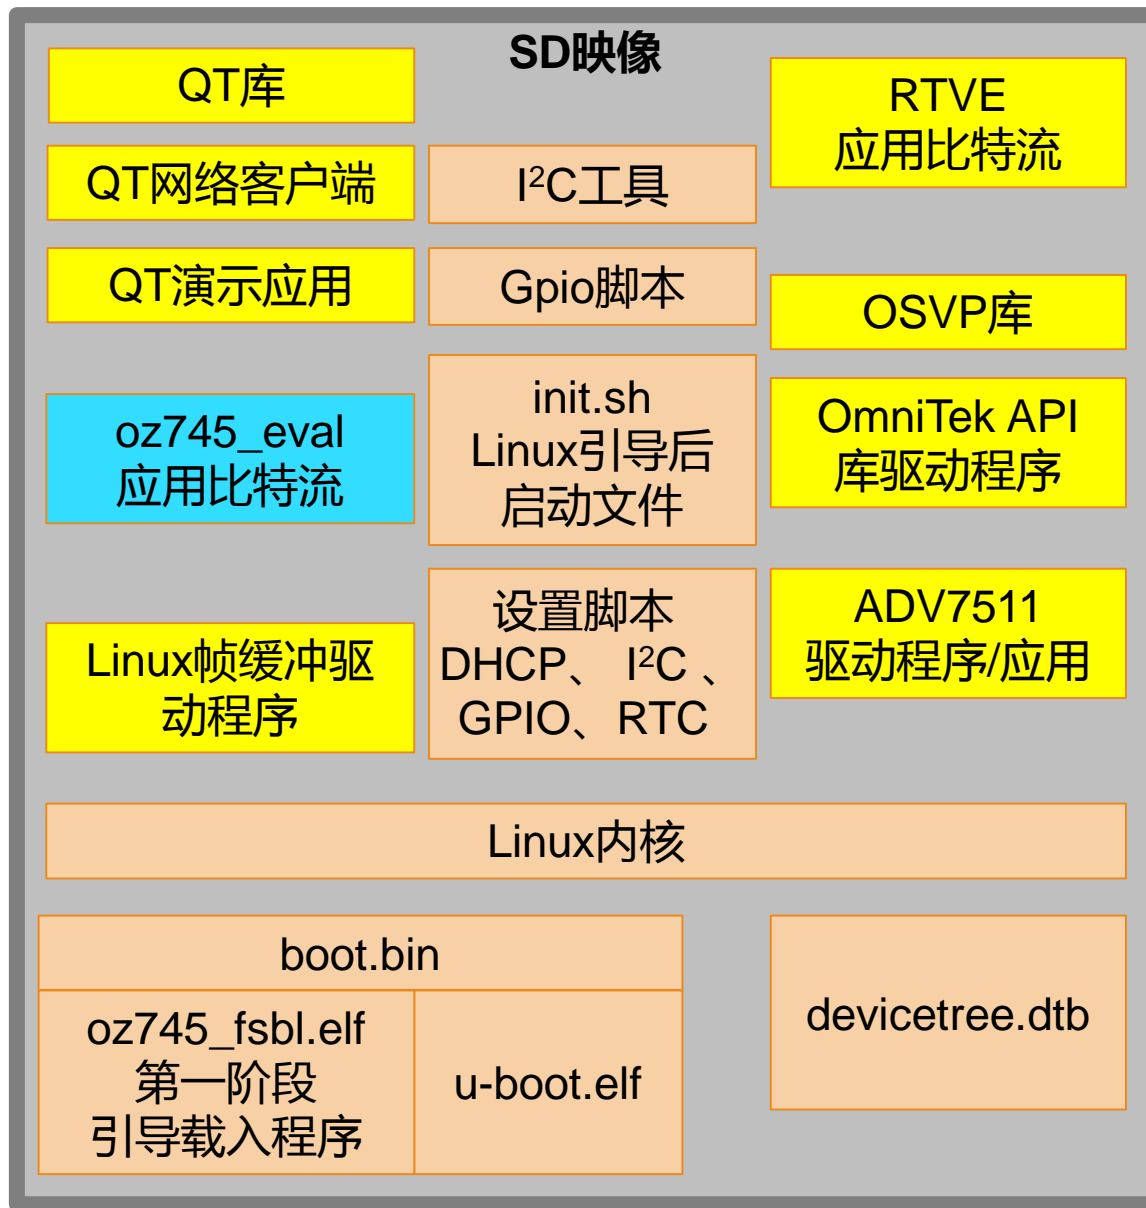 SD映像
QT库
RTVE
应用比特流
QT网络客户端
I²C工具
QT演示应用
Gpio脚本
OSVP库
oz745_eval
应用比特流
init.sh
Linux引导后
启动文件
OmniTek API
库驱动程序
Linux帧缓冲驱
动程序
设置脚本
DHCP、 I²C 、
GPIO、RTC
ADV7511
驱动程序/应用
Linux内核
boot.bin
oz745_fsbl.elf
第一阶段
引导载入程序
u-boot.elf
devicetree.dtb